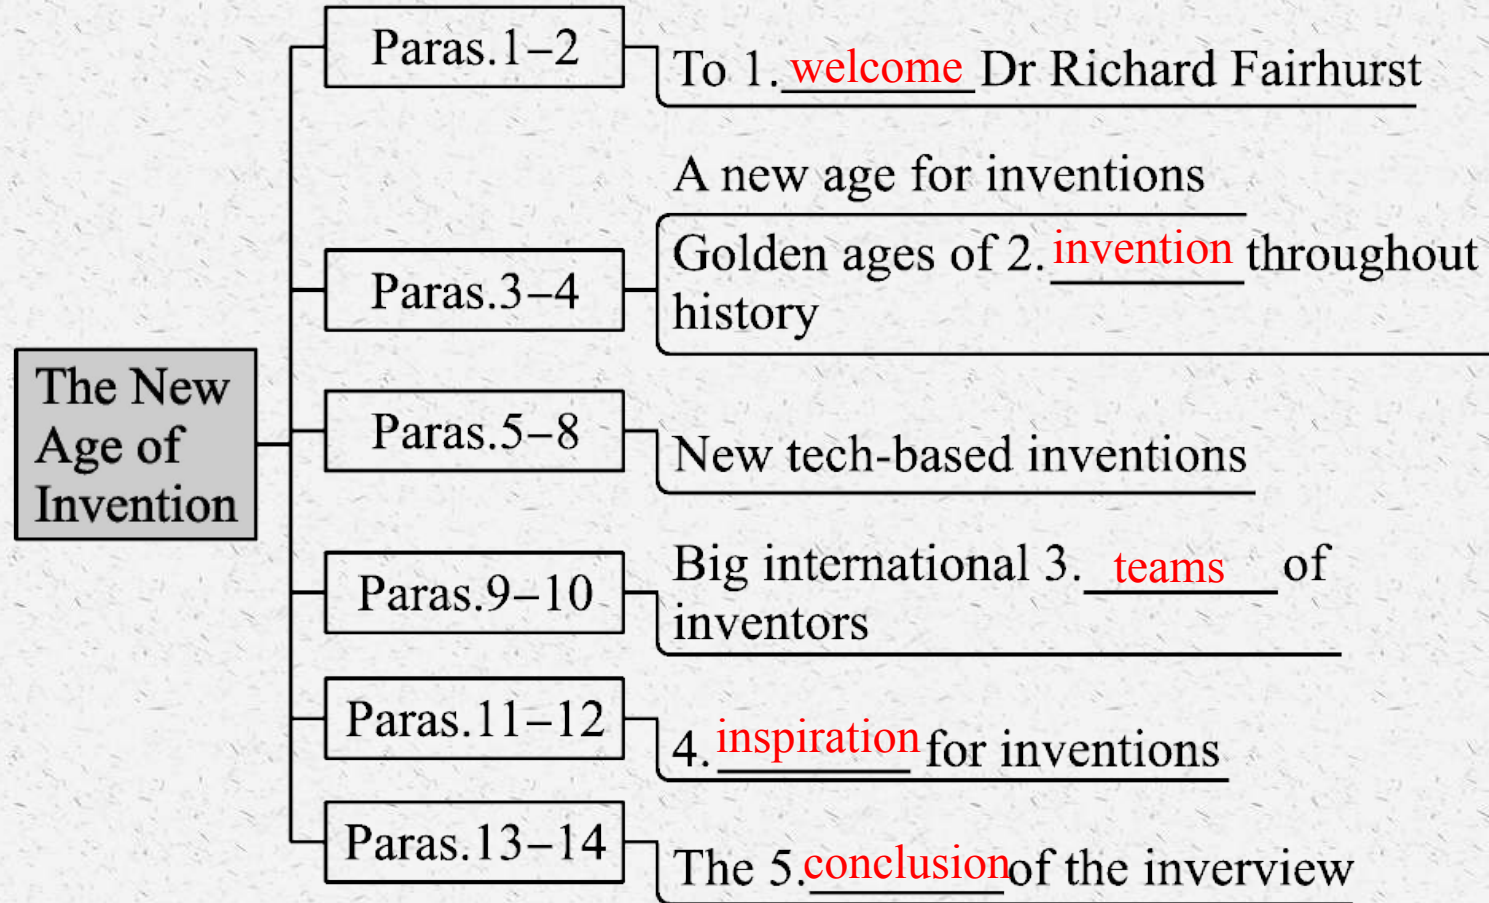 The New
Age of
Invention
Paras.1–2
To 1. welcome Dr Richard Fairhurst
Paras.3–4
A new age for inventions
Golden ages of 2. invention throughout
history
Paras.5–8
New tech-based inventions
Paras.9–10
Big international 3. teams of
inventors
Paras.11–12
4. inspiration for inventions
Paras.13–14
The 5. conclusion of the inverview